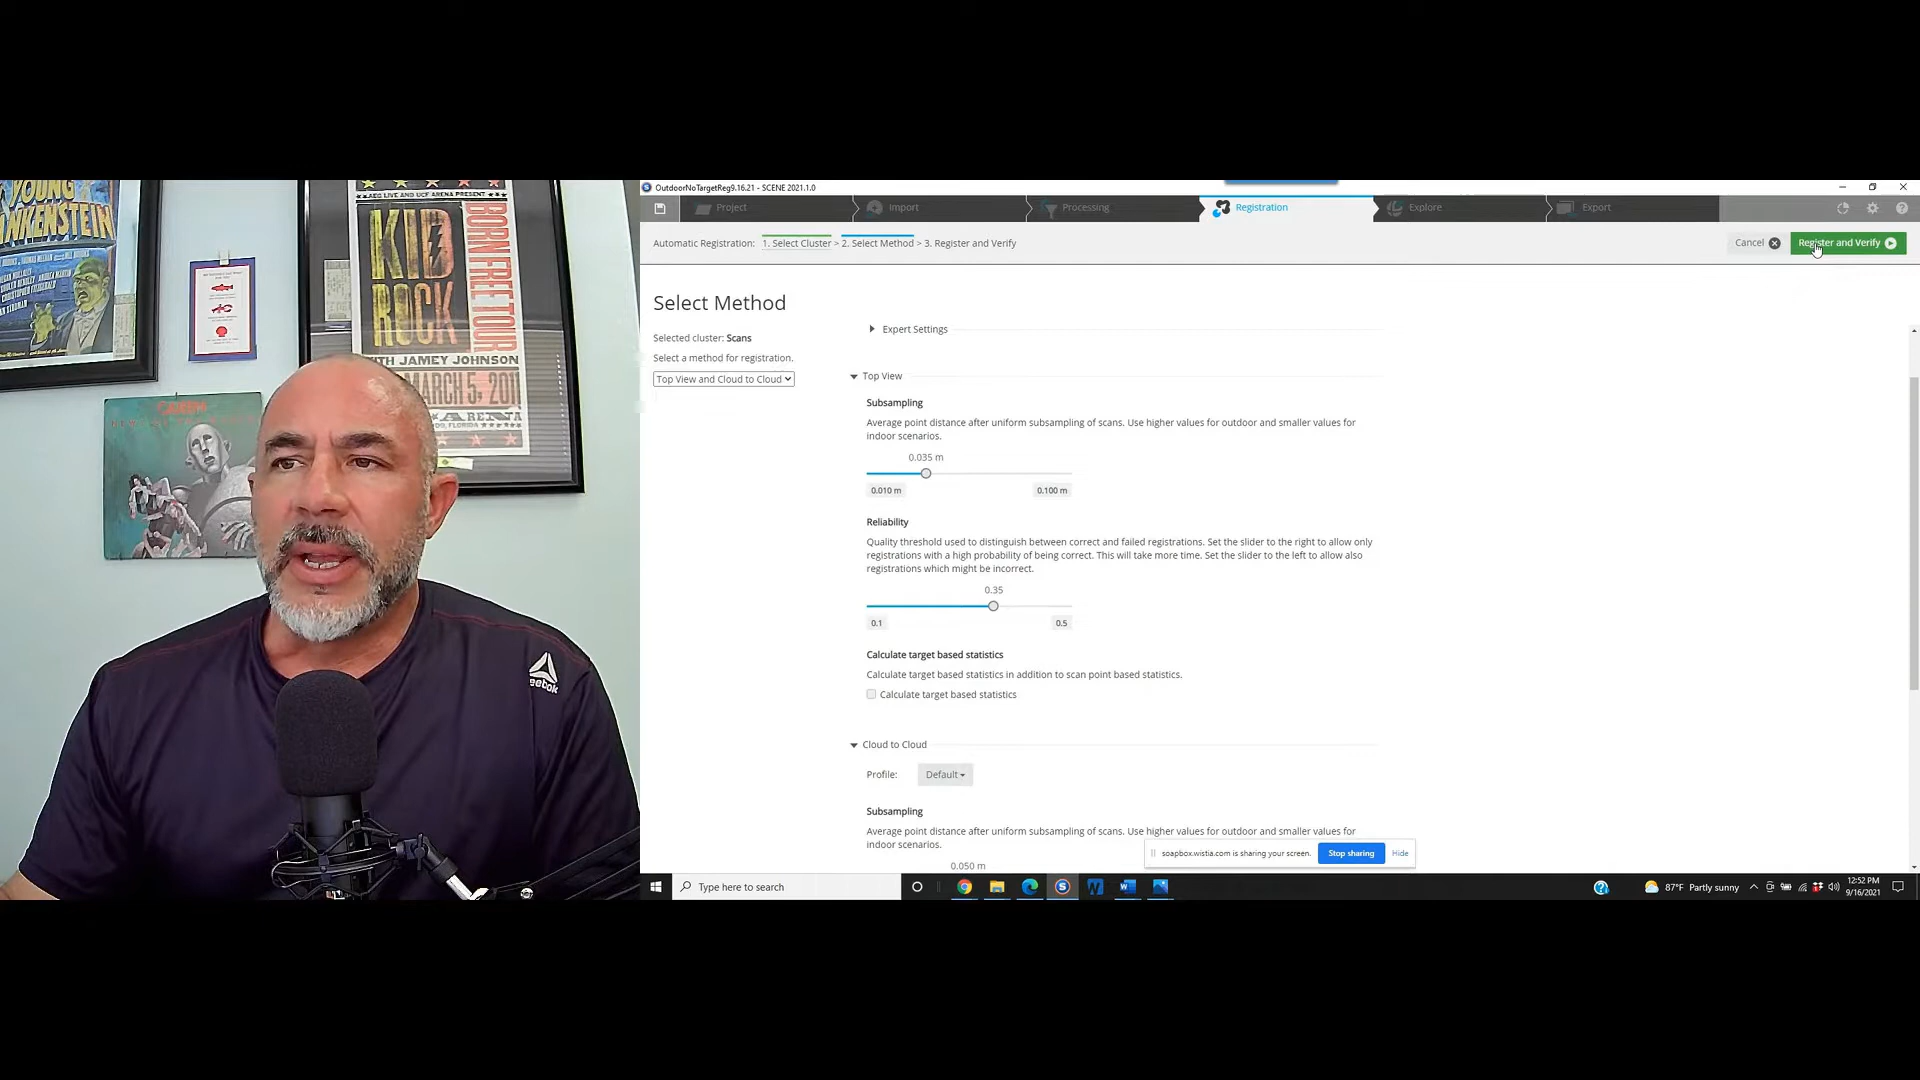 YOUNG
ANKENSTEIN
AEG LIVE AND UCF ARENA PRESENT
KID
ROCK
BORN FREE TOUR
WITH JAMEY JOHNSON
MARCH 5, 2011
QUEEN
Reebok
OutdoorNoTargetReg9.16.21 - SCENE 2021.1.0
Project
Import
Processing
Registration
Explore
Export
Automatic Registration: 1. Select Cluster > 2. Select Method > 3. Register and Verify
Cancel
Register and Verify
Select Method
Selected cluster: Scans
Select a method for registration.
Top View and Cloud to Cloud
Expert Settings
Top View
Subsampling
Average point distance after uniform subsampling of scans. Use higher values for outdoor and smaller values for
indoor scenarios.
0.035 m
0.010 m
0.100 m
Reliability
Quality threshold used to distinguish between correct and failed registrations. Set the slider to the right to allow only
registrations with a high probability of being correct. This will take more time. Set the slider to the left to allow also
registrations which might be incorrect.
0.35
0.1
0.5
Calculate target based statistics
Calculate target based statistics in addition to scan point based statistics.
Calculate target based statistics
Cloud to Cloud
Profile:
Default
Subsampling
Average point distance after uniform subsampling of scans. Use higher values for outdoor and smaller values for
indoor scenarios.
0.050 m
soapbox.wistia.com is sharing your screen.
Stop sharing
Hide
Type here to search
87°F Partly sunny
12:52 PM
9/16/2021